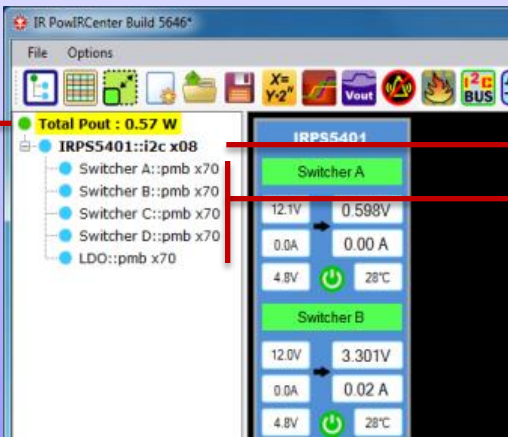 IR PowIRCenter Build 5646*
File Options
X=
Y·2ⁿ
Vout
I²C
BUS
Total Pout : 0.57 W
IRPS5401::i2c x08
Switcher A::pmb x70
Switcher B::pmb x70
Switcher C::pmb x70
Switcher D::pmb x70
LDO::pmb x70
IRPS5401
Switcher A
12.1V 0.598V
0.0A 0.00 A
4.8V 28°C
Switcher B
12.0V 3.301V
0.0A 0.02 A
4.8V 28°C